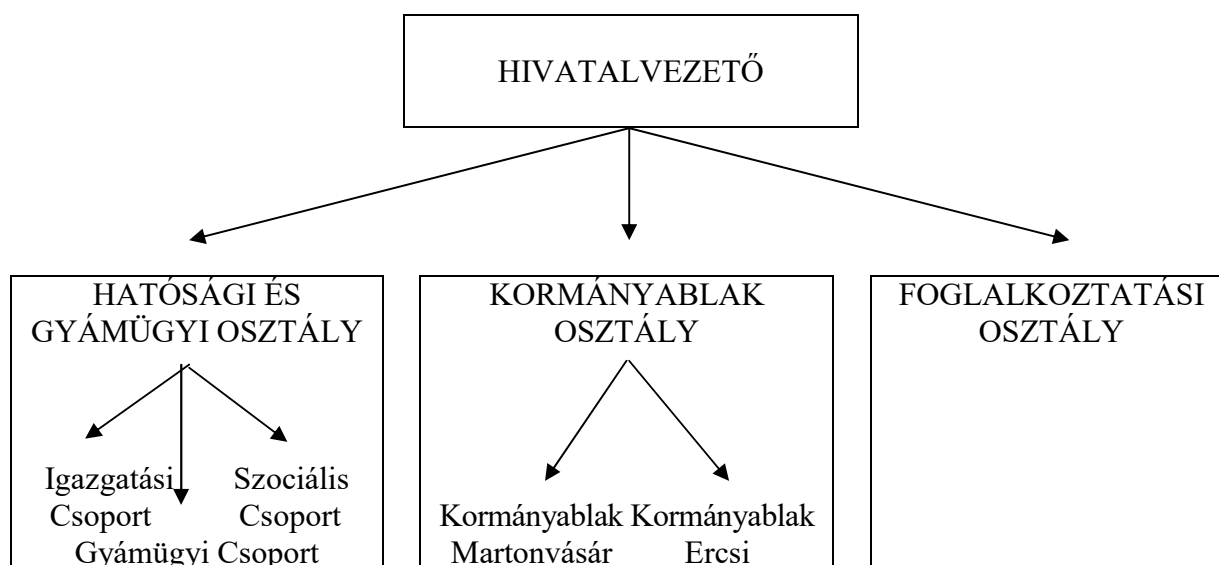 HIVATALVEZETŐ
HATÓSÁGI ÉS
GYÁMÜGYI OSZTÁLY
Igazgatási
Csoport
Szociális
Csoport
Gyámügyi Csoport
KORMÁNYABLAK
OSZTÁLY
Kormányablak
Martonvásár
Kormányablak
Ercsi
FOGLALKOZTATÁSI
OSZTÁLY